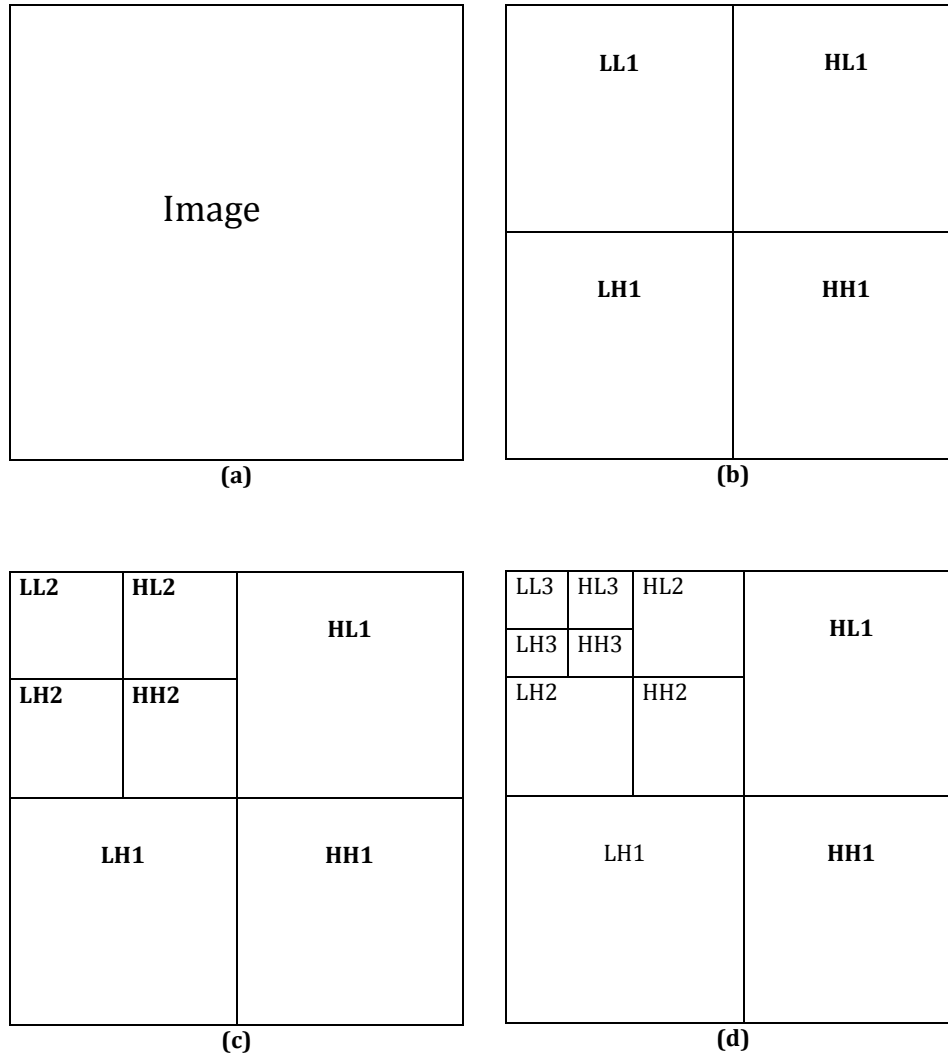 Image
(a)
LL1 HL1
LH1 HH1
(b)
LL2 HL2
HL1
LH2 HH2
LH1 HH1
(c)
LL3 HL3 HL2
HL1
LH3 HH3
LH2 HH2
LH1 HH1
(d)